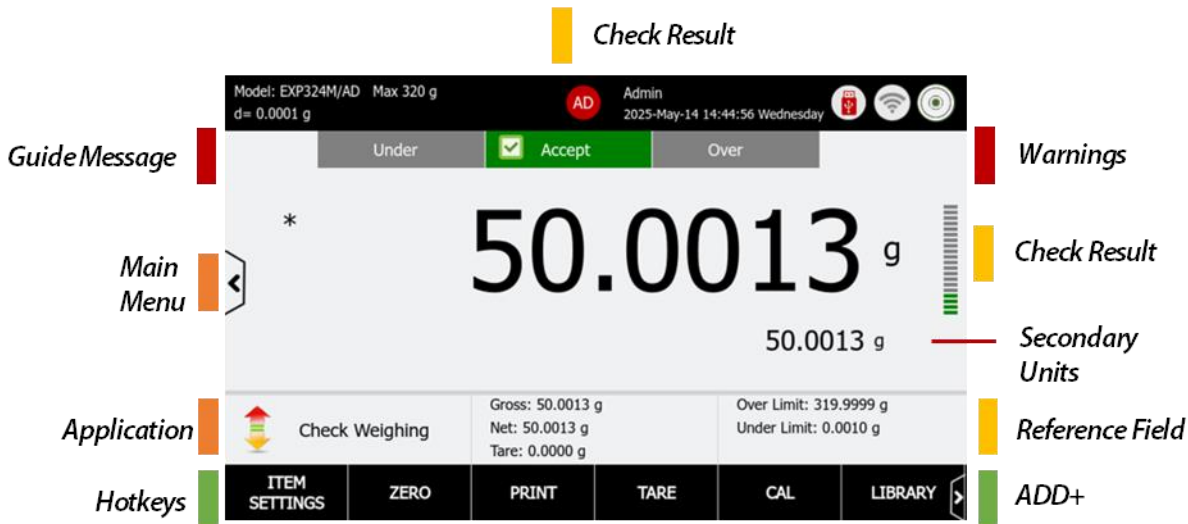 Check Result
Model: EXP324M/AD Max 320 g
d= 0.0001 g
AD
Admin
2025-May-14 14:44:56 Wednesday
Guide Message
Under
Accept
Over
Warnings
*
50.0013 g
Check Result
Main
Menu
50.0013 g
Secondary
Units
Application
Check Weighing
Gross: 50.0013 g
Net: 50.0013 g
Tare: 0.0000 g
Over Limit: 319.9999 g
Under Limit: 0.0010 g
Reference Field
Hotkeys
ITEM
SETTINGS
ZERO
PRINT
TARE
CAL
LIBRARY
ADD+